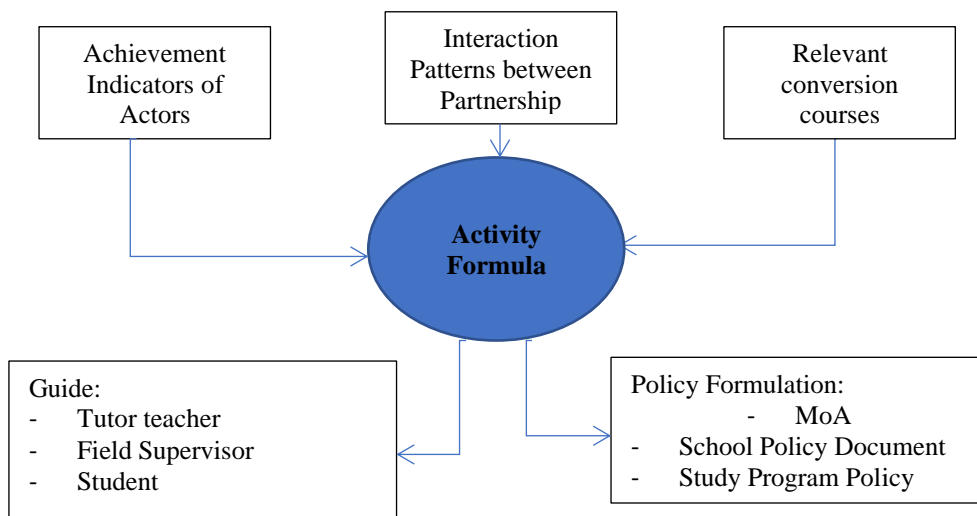 Achievement
Indicators of
Actors
Interaction
Patterns between
Partnership
Relevant
conversion
courses
Activity
Formula
Guide:
- Tutor teacher
- Field Supervisor
- Student
Policy Formulation:
- MoA
- School Policy Document
- Study Program Policy